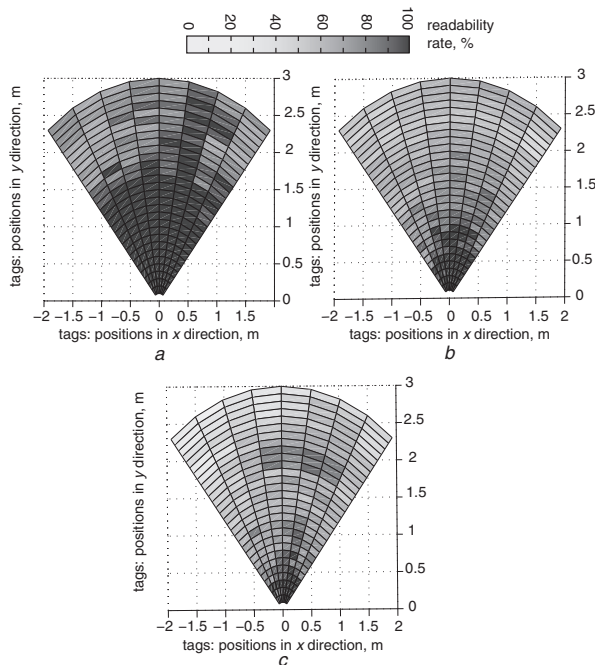 0 20 40 60 80 100
readability
rate, %
tags: positions in y direction, m
3
2.5
2
1.5
1
0.5
0
−2 −1.5 −1 −0.5 0 0.5 1 1.5 2
tags: positions in x direction, m
a
tags: positions in y direction, m
3
2.5
2
1.5
1
0.5
0
−2 −1.5 −1 −0.5 0 0.5 1 1.5 2
tags: positions in x direction, m
b
tags: positions in y direction, m
3
2.5
2
1.5
1
0.5
0
−2 −1.5 −1 −0.5 0 0.5 1 1.5 2
tags: positions in x direction, m
c